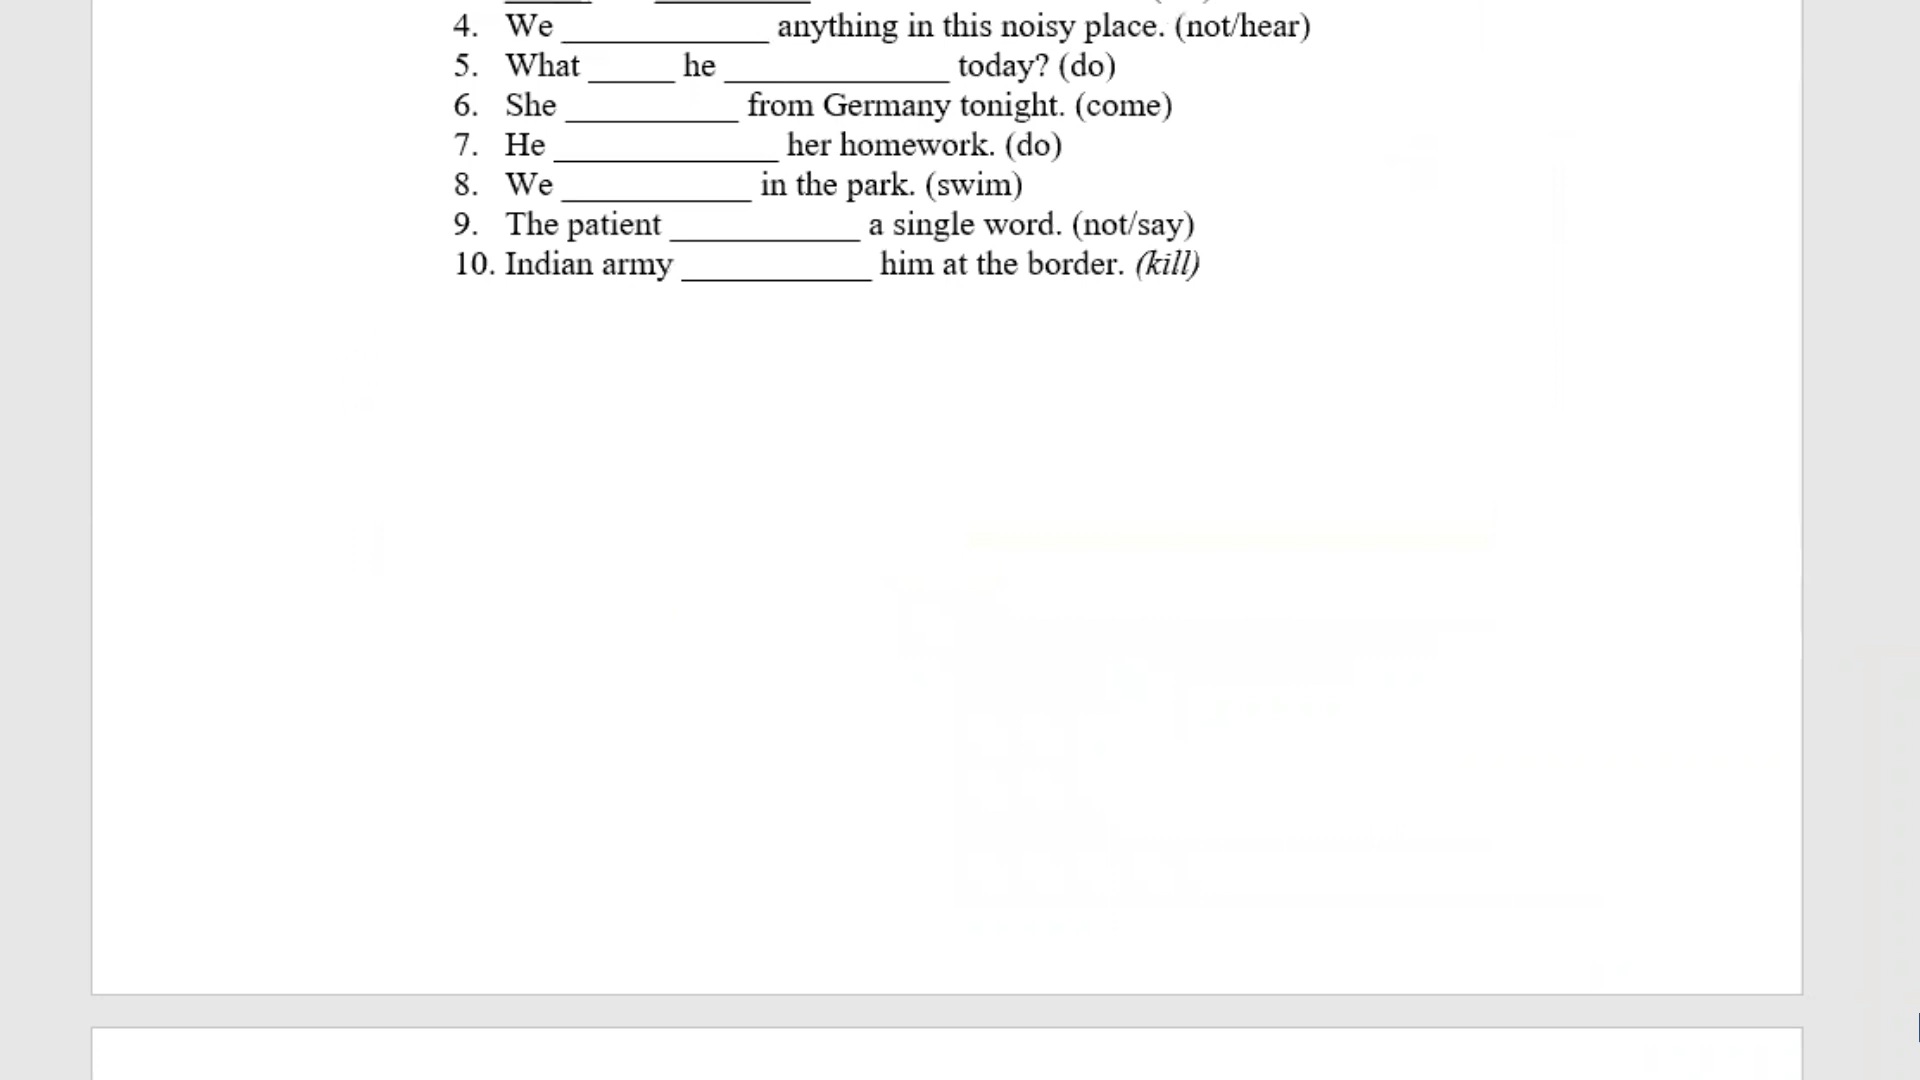 4. We ____________ anything in this noisy place. (not/hear)
5. What _____ he _____________ today? (do)
6. She __________ from Germany tonight. (come)
7. He _____________ her homework. (do)
8. We ___________ in the park. (swim)
9. The patient ___________ a single word. (not/say)
10. Indian army ___________ him at the border. (kill)